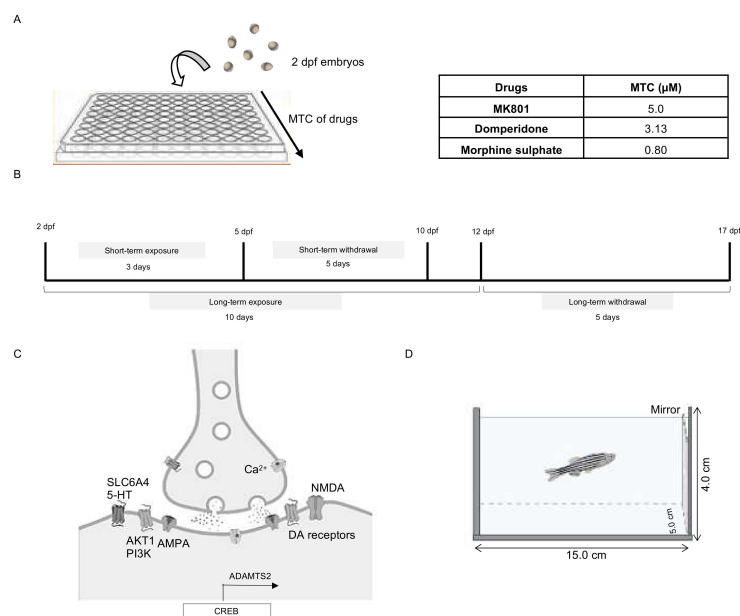 A
2 dpf embryos
MTC of drugs
Drugs MTC (µM)
MK801 5.0
Domperidone 3.13
Morphine sulphate 0.80
B
2 dpf 5 dpf 10 dpf 12 dpf 17 dpf
Short-term exposure Short-term withdrawal
3 days 5 days
Long-term exposure Long-term withdrawal
10 days 5 days
C
Ca2+
SLC6A4
5-HT
NMDA
AKT1
PI3K
AMPA
DA receptors
ADAMTS2
CREB
D
Mirror
4.0 cm
5.0 cm
15.0 cm